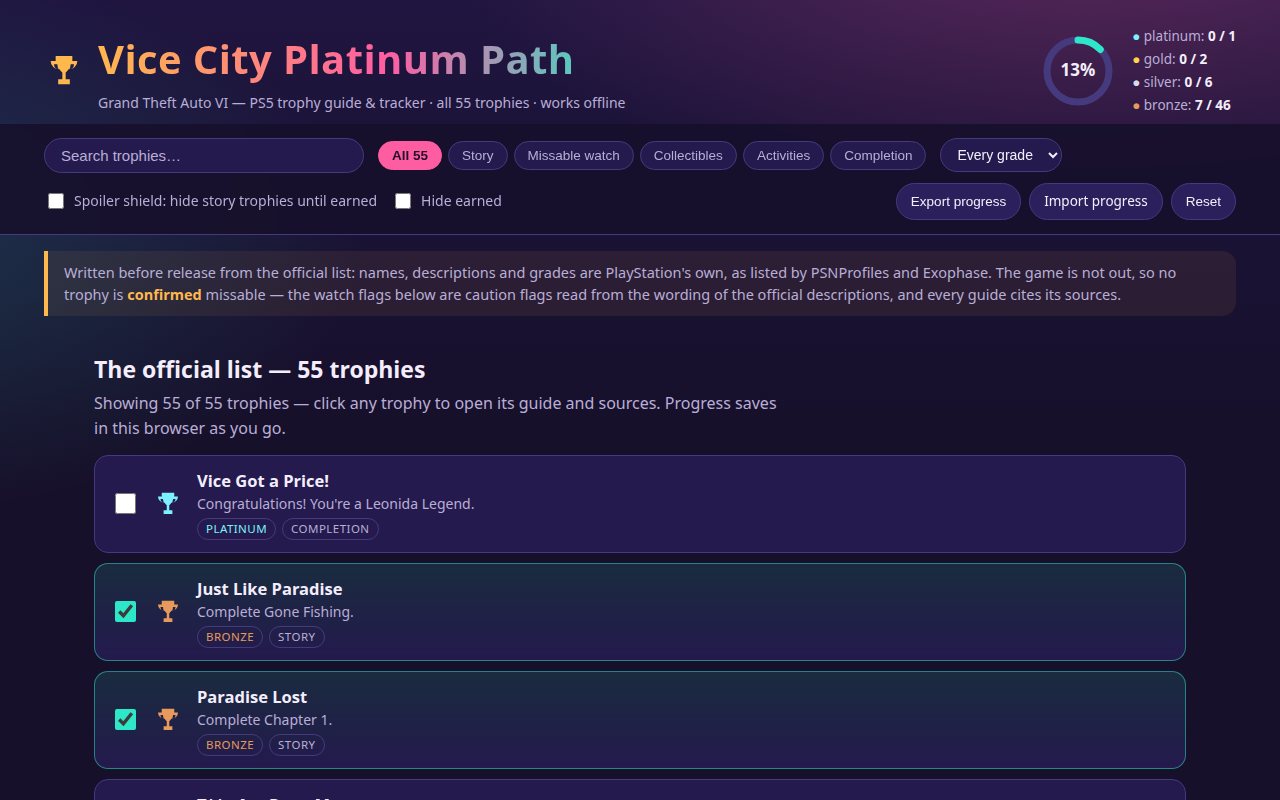 Vice City Platinum Path
Grand Theft Auto VI — PS5 trophy guide & tracker · all 55 trophies · works offline
13%
platinum: 0 / 1
gold: 0 / 2
silver: 0 / 6
bronze: 7 / 46
Search trophies…
All 55
Story
Missable watch
Collectibles
Activities
Completion
Every grade
Spoiler shield: hide story trophies until earned
Hide earned
Export progress
Import progress
Reset
Written before release from the official list: names, descriptions and grades are PlayStation's own, as listed by PSNProfiles and Exophase. The game is not out, so no
trophy is confirmed missable — the watch flags below are caution flags read from the wording of the official descriptions, and every guide cites its sources.
The official list — 55 trophies
Showing 55 of 55 trophies — click any trophy to open its guide and sources. Progress saves
in this browser as you go.
Vice Got a Price!
Congratulations! You're a Leonida Legend.
PLATINUM
COMPLETION
Just Like Paradise
Complete Gone Fishing.
BRONZE
STORY
Paradise Lost
Complete Chapter 1.
BRONZE
STORY